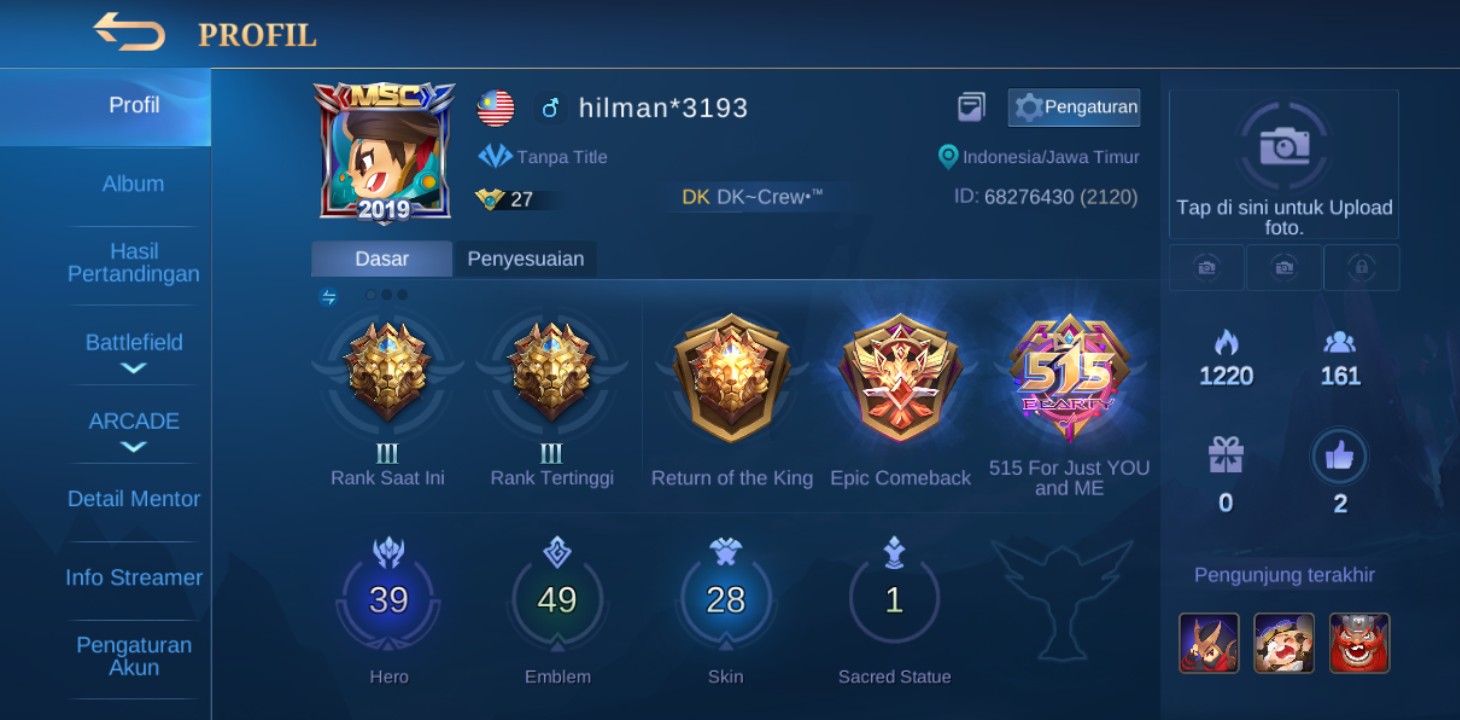 PROFIL
Profil
Album
Hasil
Pertandingan
Battlefield
ARCADE
Detail Mentor
Info Streamer
Pengaturan
Akun
MSC
2019
hilman*3193
Pengaturan
Tanpa Title
Indonesia/Jawa Timur
27
DK DK~Crew•™
ID: 68276430 (2120)
Dasar
Penyesuaian
III
Rank Saat Ini
III
Rank Tertinggi
Return of the King
Epic Comeback
515
EPARTY
515 For Just YOU
and ME
39
Hero
49
Emblem
28
Skin
1
Sacred Statue
Tap di sini untuk Upload
foto.
1220
161
0
2
Pengunjung terakhir